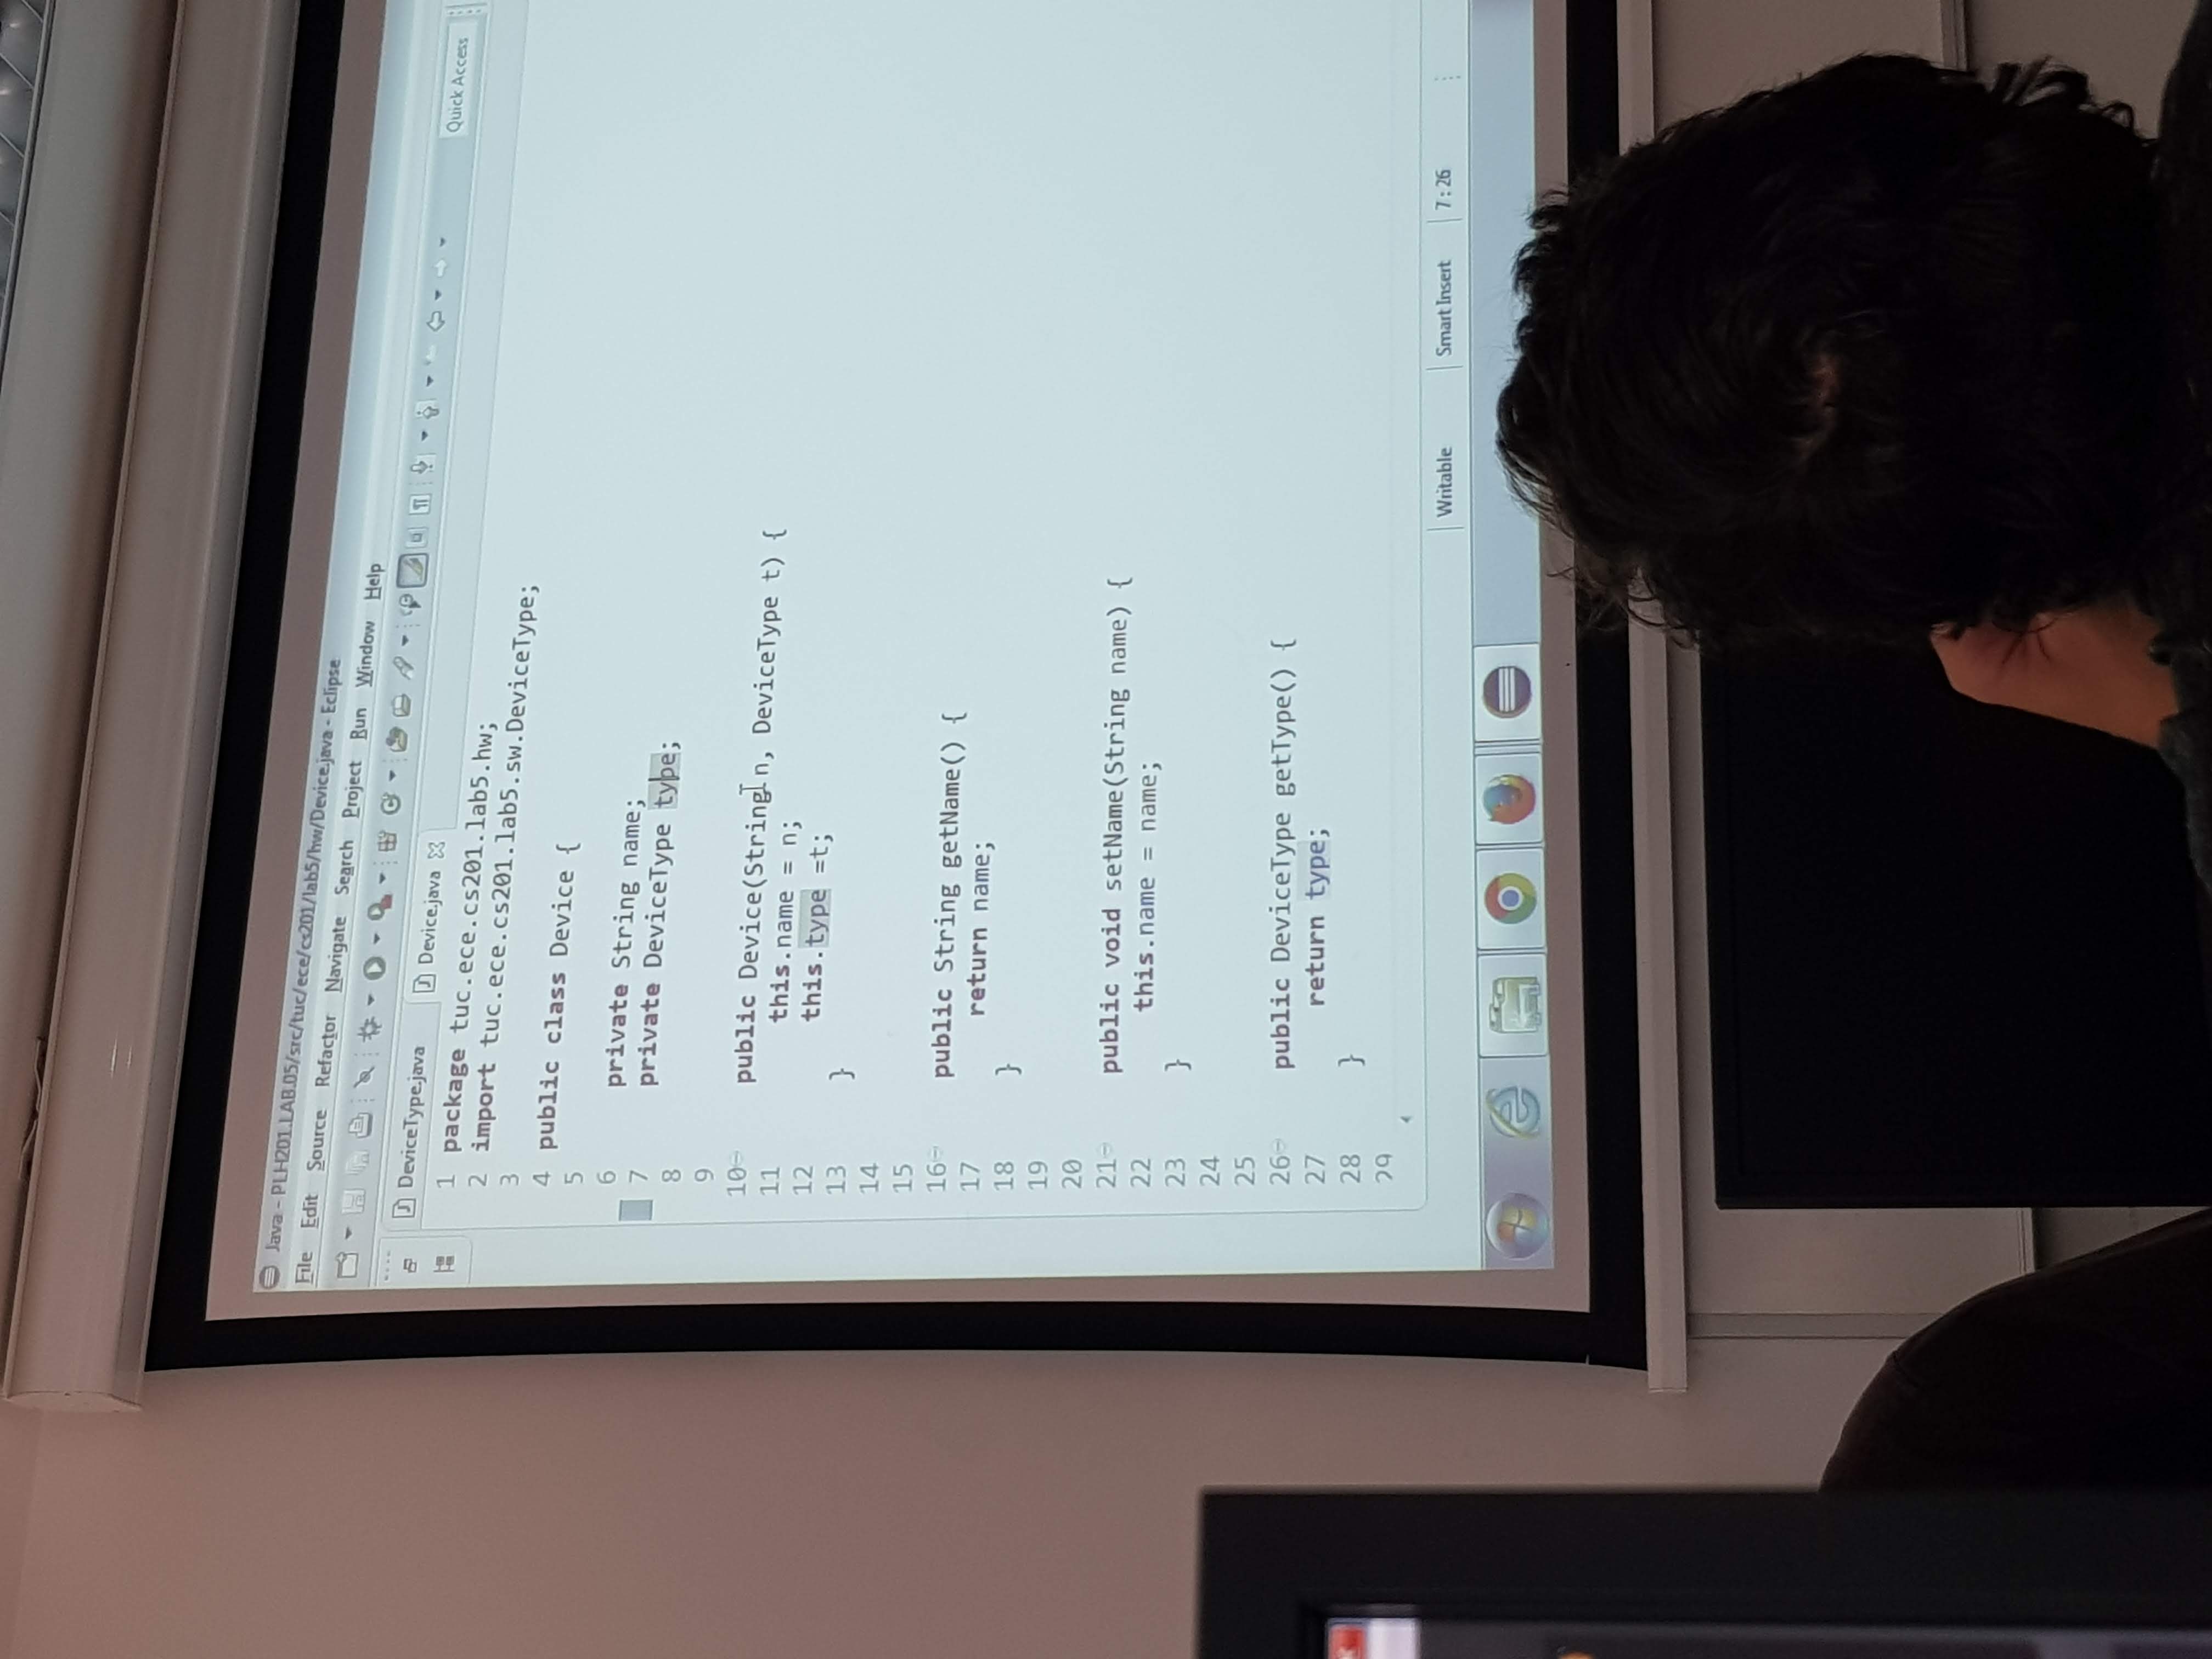 Java - PLH201.LAB.05/src/tuc/ece/cs201/lab5/hw/Device.java - Eclipse
File Edit Source Refactor Navigate Search Project Run Window Help
Quick Access
DeviceType.java Device.java
1 package tuc.ece.cs201.lab5.hw;
2 import tuc.ece.cs201.lab5.sw.DeviceType;
3
4 public class Device {
5
6 private String name;
7 private DeviceType type;
8
9
10 public Device(String n, DeviceType t) {
11 this.name = n;
12 this.type =t;
13 }
14
15
16 public String getName() {
17 return name;
18 }
19
20
21 public void setName(String name) {
22 this.name = name;
23 }
24
25
26 public DeviceType getType() {
27 return type;
28 }
29
Writable Smart Insert 7 : 26